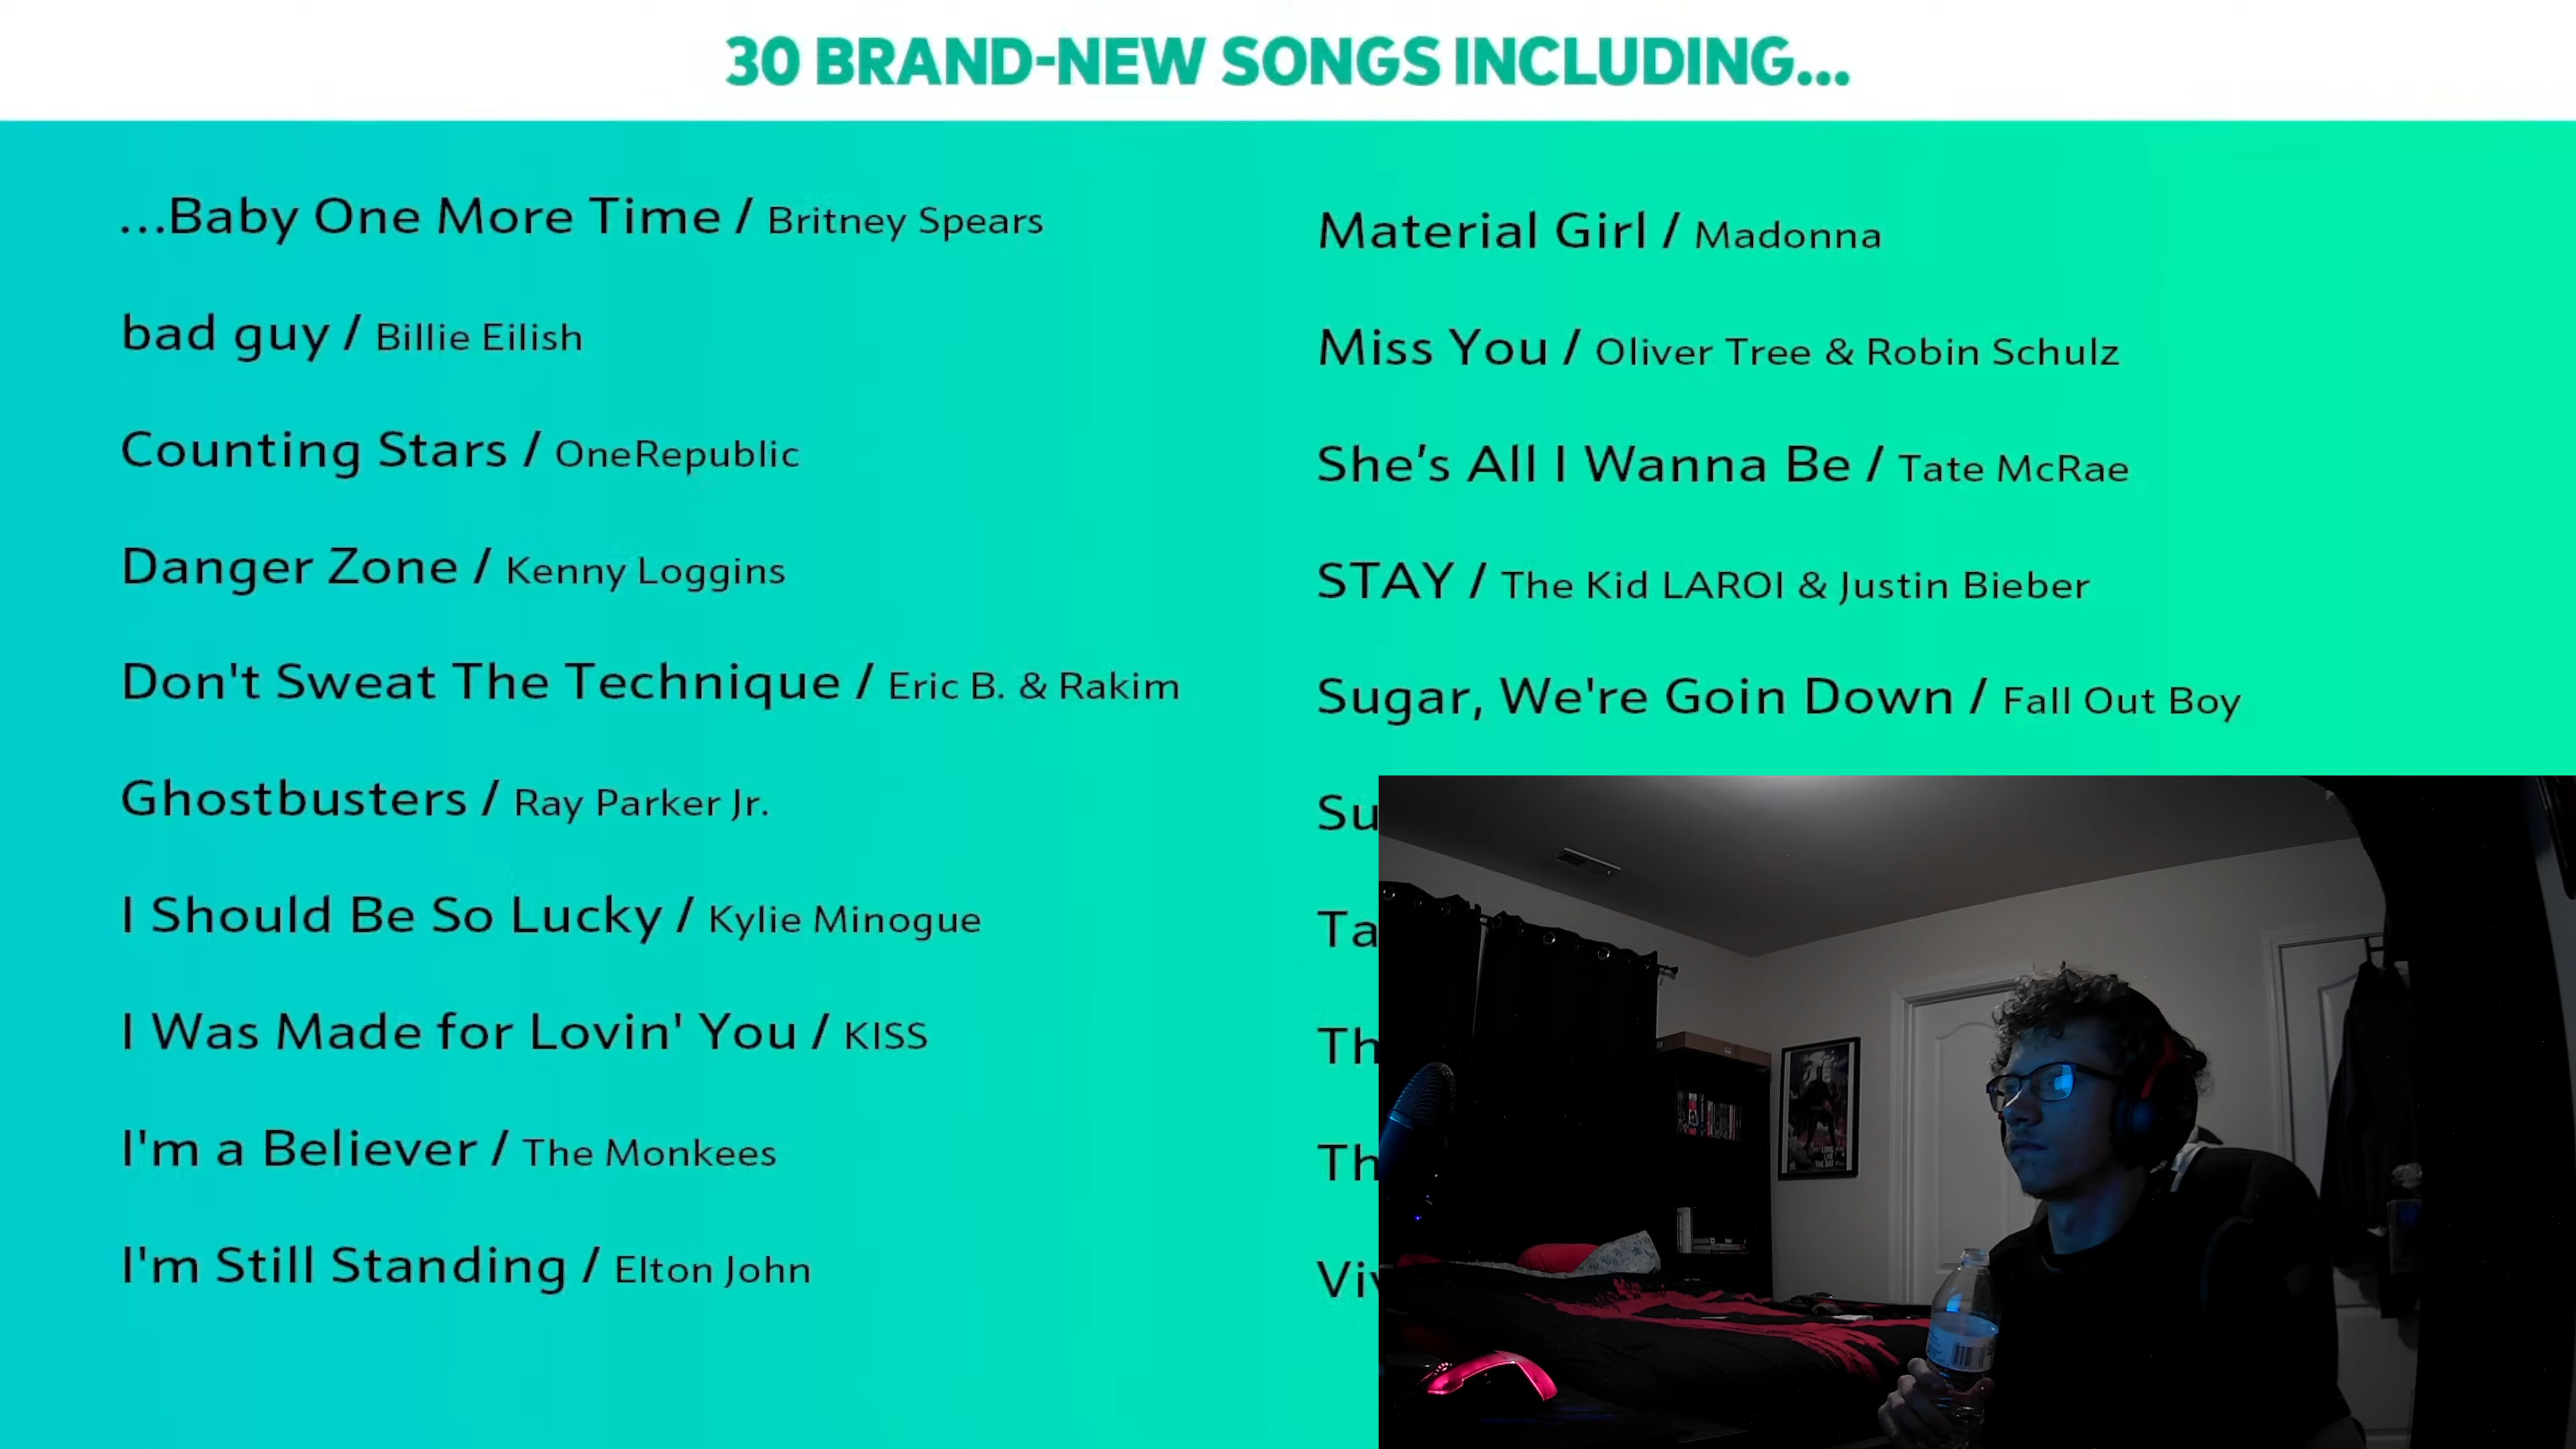 30 BRAND-NEW SONGS INCLUDING...
...Baby One More Time / Britney Spears
bad guy / Billie Eilish
Counting Stars / OneRepublic
Danger Zone / Kenny Loggins
Don't Sweat The Technique / Eric B. & Rakim
Ghostbusters / Ray Parker Jr.
I Should Be So Lucky / Kylie Minogue
I Was Made for Lovin' You / KISS
I'm a Believer / The Monkees
I'm Still Standing / Elton John
Material Girl / Madonna
Miss You / Oliver Tree & Robin Schulz
She's All I Wanna Be / Tate McRae
STAY / The Kid LAROI & Justin Bieber
Sugar, We're Goin Down / Fall Out Boy